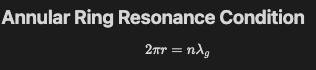 Annular Ring Resonance Condition
2πr = nλ_g